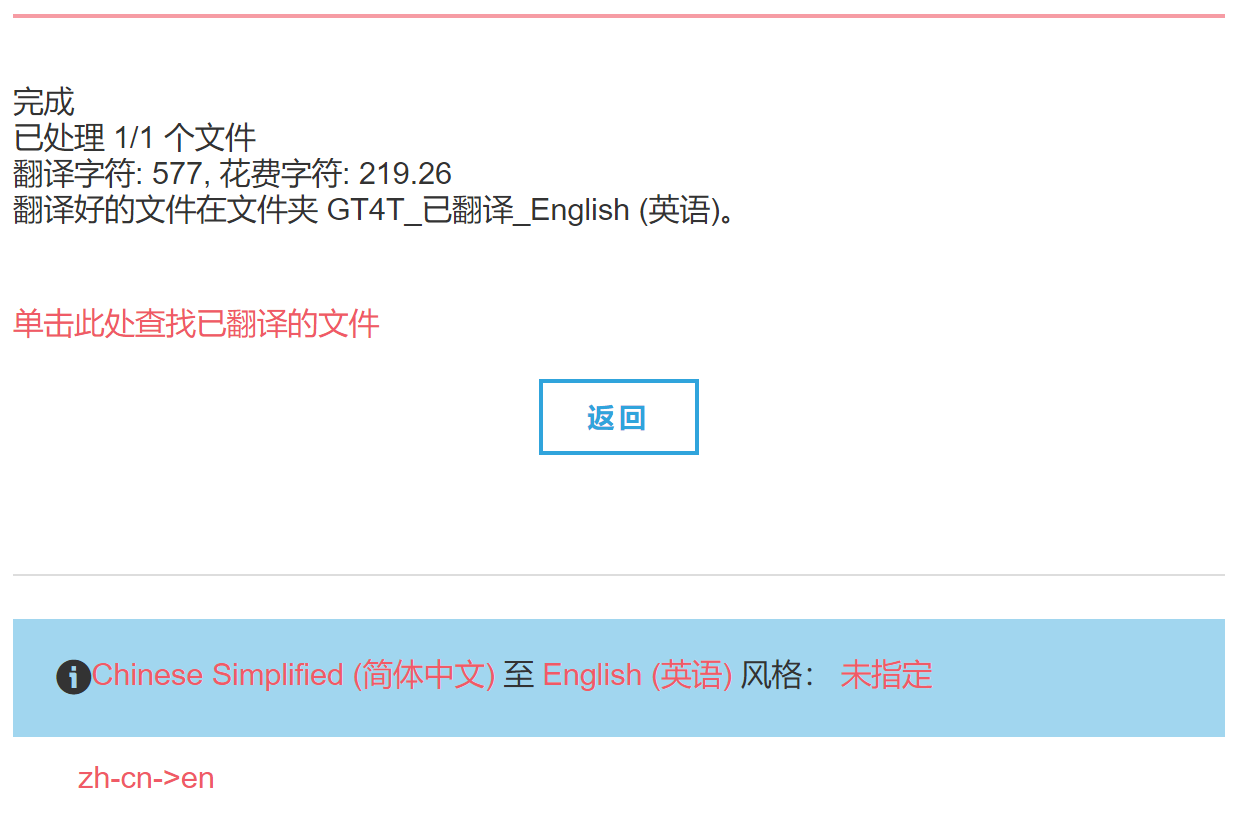 完成
已处理 1/1 个文件
翻译字符: 577, 花费字符: 219.26
翻译好的文件在文件夹 GT4T_已翻译_English (英语)。
单击此处查找已翻译的文件
返回
Chinese Simplified (简体中文) 至 English (英语) 风格： 未指定
zh-cn->en